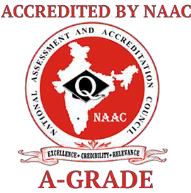 ACCREDITED BY NAAC
NATIONAL ASSESSMENT AND ACCREDITATION COUNCIL
Q
NAAC
EXCELLENCE • CREDIBILITY • RELEVANCE
A-GRADE